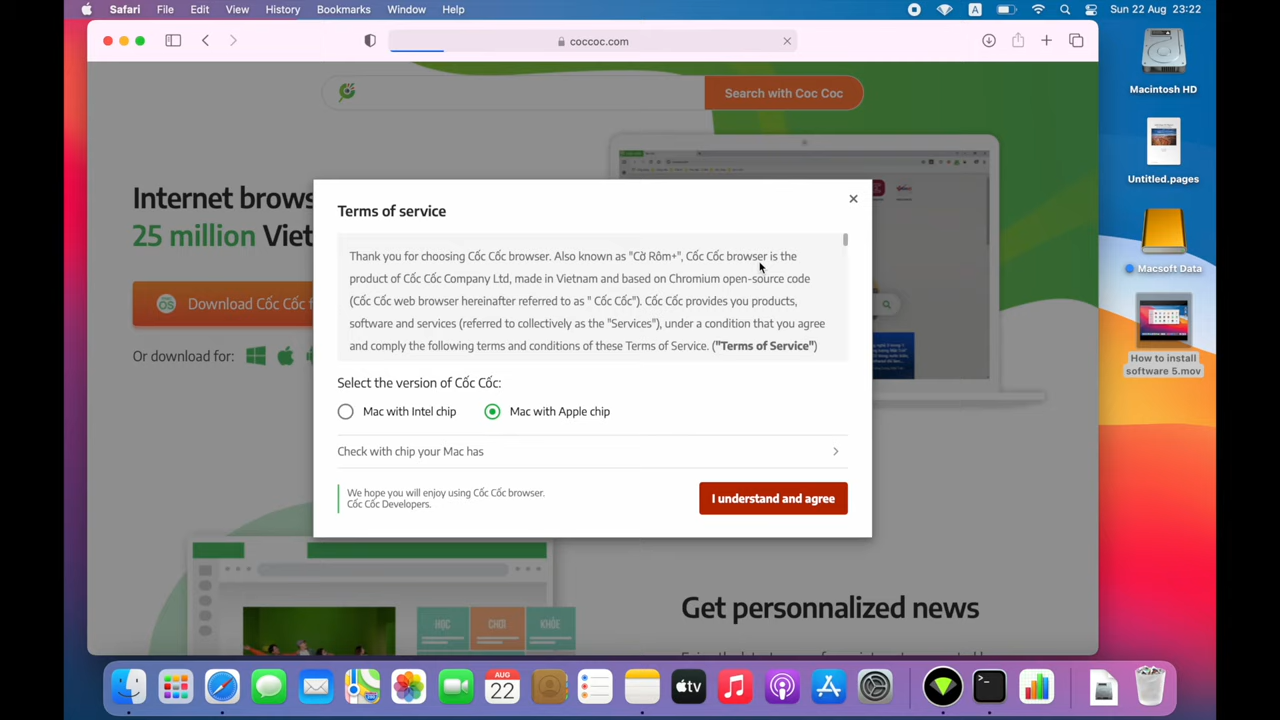 Safari File Edit View History Bookmarks Window Help
A Sun 22 Aug 23:22
coccoc.com
Search with Coc Coc
Macintosh HD
Untitled.pages
Macsoft Data
How to install
software 5.mov
Internet brows
25 million Viet
Download Cốc Cốc f
Or download for:
Terms of service
Thank you for choosing Cốc Cốc browser. Also known as "Cờ Rôm+", Cốc Cốc browser is the
product of Cốc Cốc Company Ltd, made in Vietnam and based on Chromium open-source code
(Cốc Cốc web browser hereinafter referred to as " Cốc Cốc"). Cốc Cốc provides you products,
software and services (referred to collectively as the "Services"), under a condition that you agree
and comply the following terms and conditions of these Terms of Service. ("Terms of Service")
Select the version of Cốc Cốc:
Mac with Intel chip Mac with Apple chip
Check with chip your Mac has
We hope you will enjoy using Cốc Cốc browser.
Cốc Cốc Developers.
I understand and agree
HỌC CHƠI KHỎE
Get personnalized news
AUG
22
tv